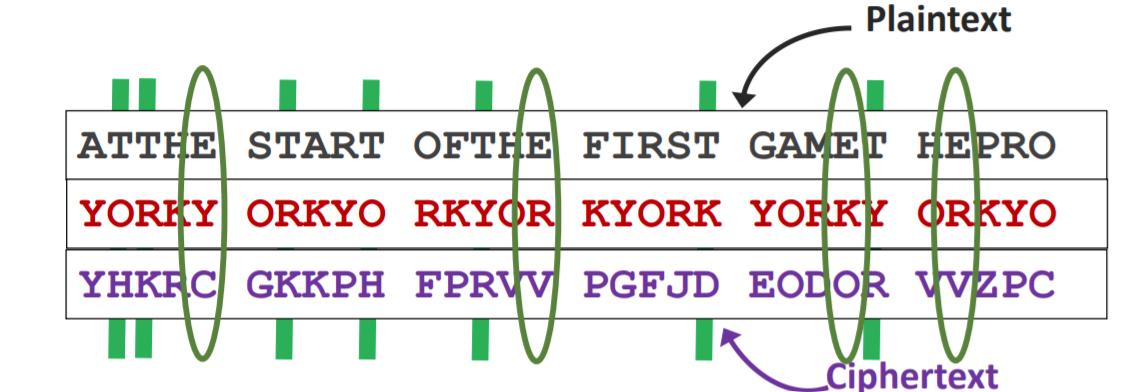 Plaintext
ATTHE START OFTHE FIRST GAMET HEPRO
YORKY ORKYO RKYOR KYORK YORKY ORKYO
YHKRC GKKPH FPRVV PGFJD EODOR VVZPC
Ciphertext